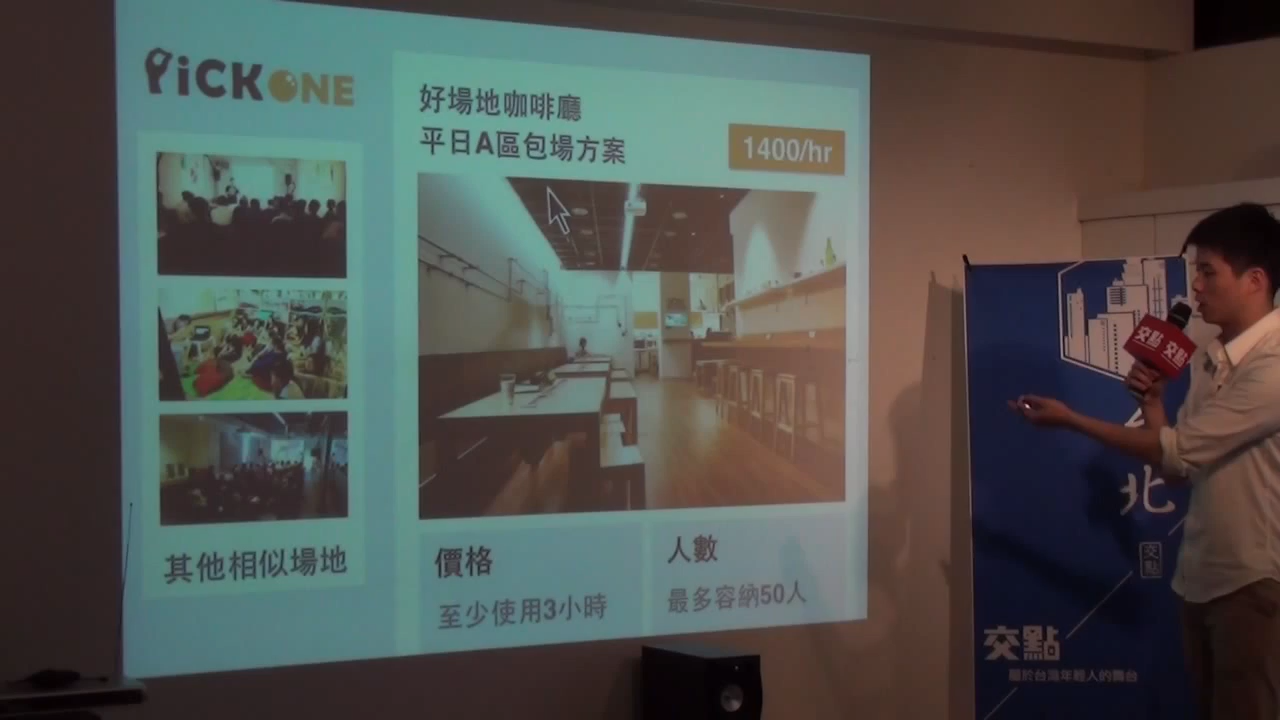 PiCKONE
好場地咖啡廳
平日A區包場方案
1400/hr
其他相似場地
價格
至少使用3小時
人數
最多容納50人
交點 交點
北
交點
交點
屬於台灣年輕人的舞台